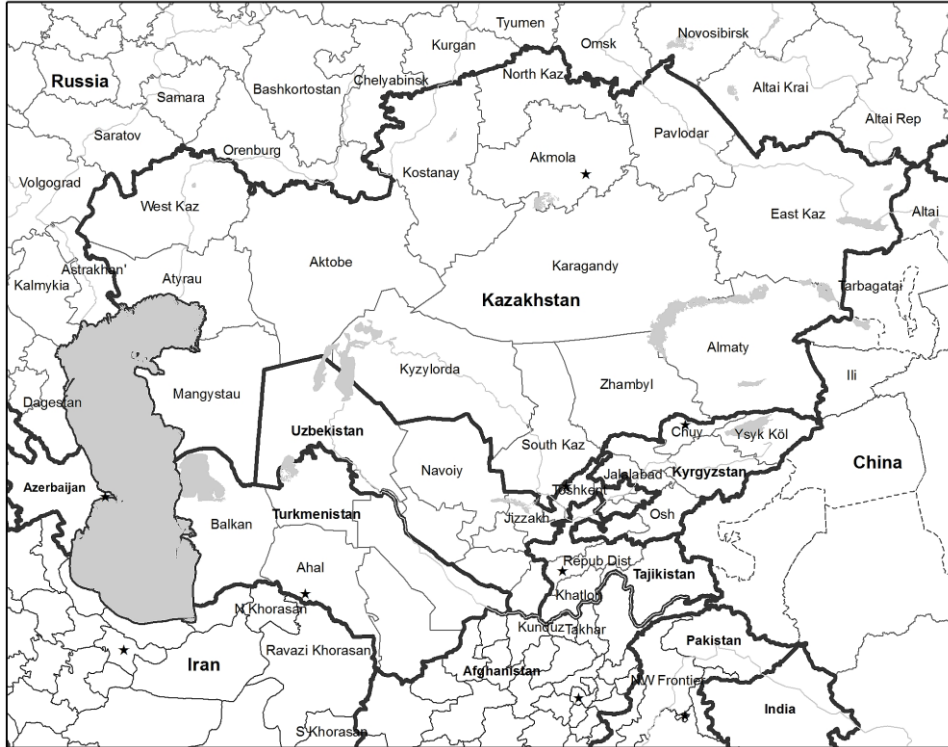 Tyumen
Kurgan
Omsk
Novosibirsk
Russia
Samara
Bashkortostan
Chelyabinsk
North Kaz
Altai Krai
Altai Rep
Saratov
Orenburg
Akmola
Pavlodar
Kostanay
Volgograd
West Kaz
East Kaz
Altai
Aktobe
Karagandy
Kalmykia
Astrakhan'
Atyrau
Tarbagatai
Kazakhstan
Almaty
Mangystau
Kyzylorda
Zhambyl
Ili
Dagestan
Uzbekistan
South Kaz
Chuy
Ysyk Köl
Navoiy
Jalalabad
Kyrgyzstan
China
Azerbaijan
Toshkent
Balkan
Turkmenistan
Jizzakh
Osh
Ahal
Repub Dist
Tajikistan
Khatlon
N Khorasan
Kunduz
Takhar
Ravazi Khorasan
Iran
Afghanistan
Pakistan
NW Frontier
India
S Khorasan